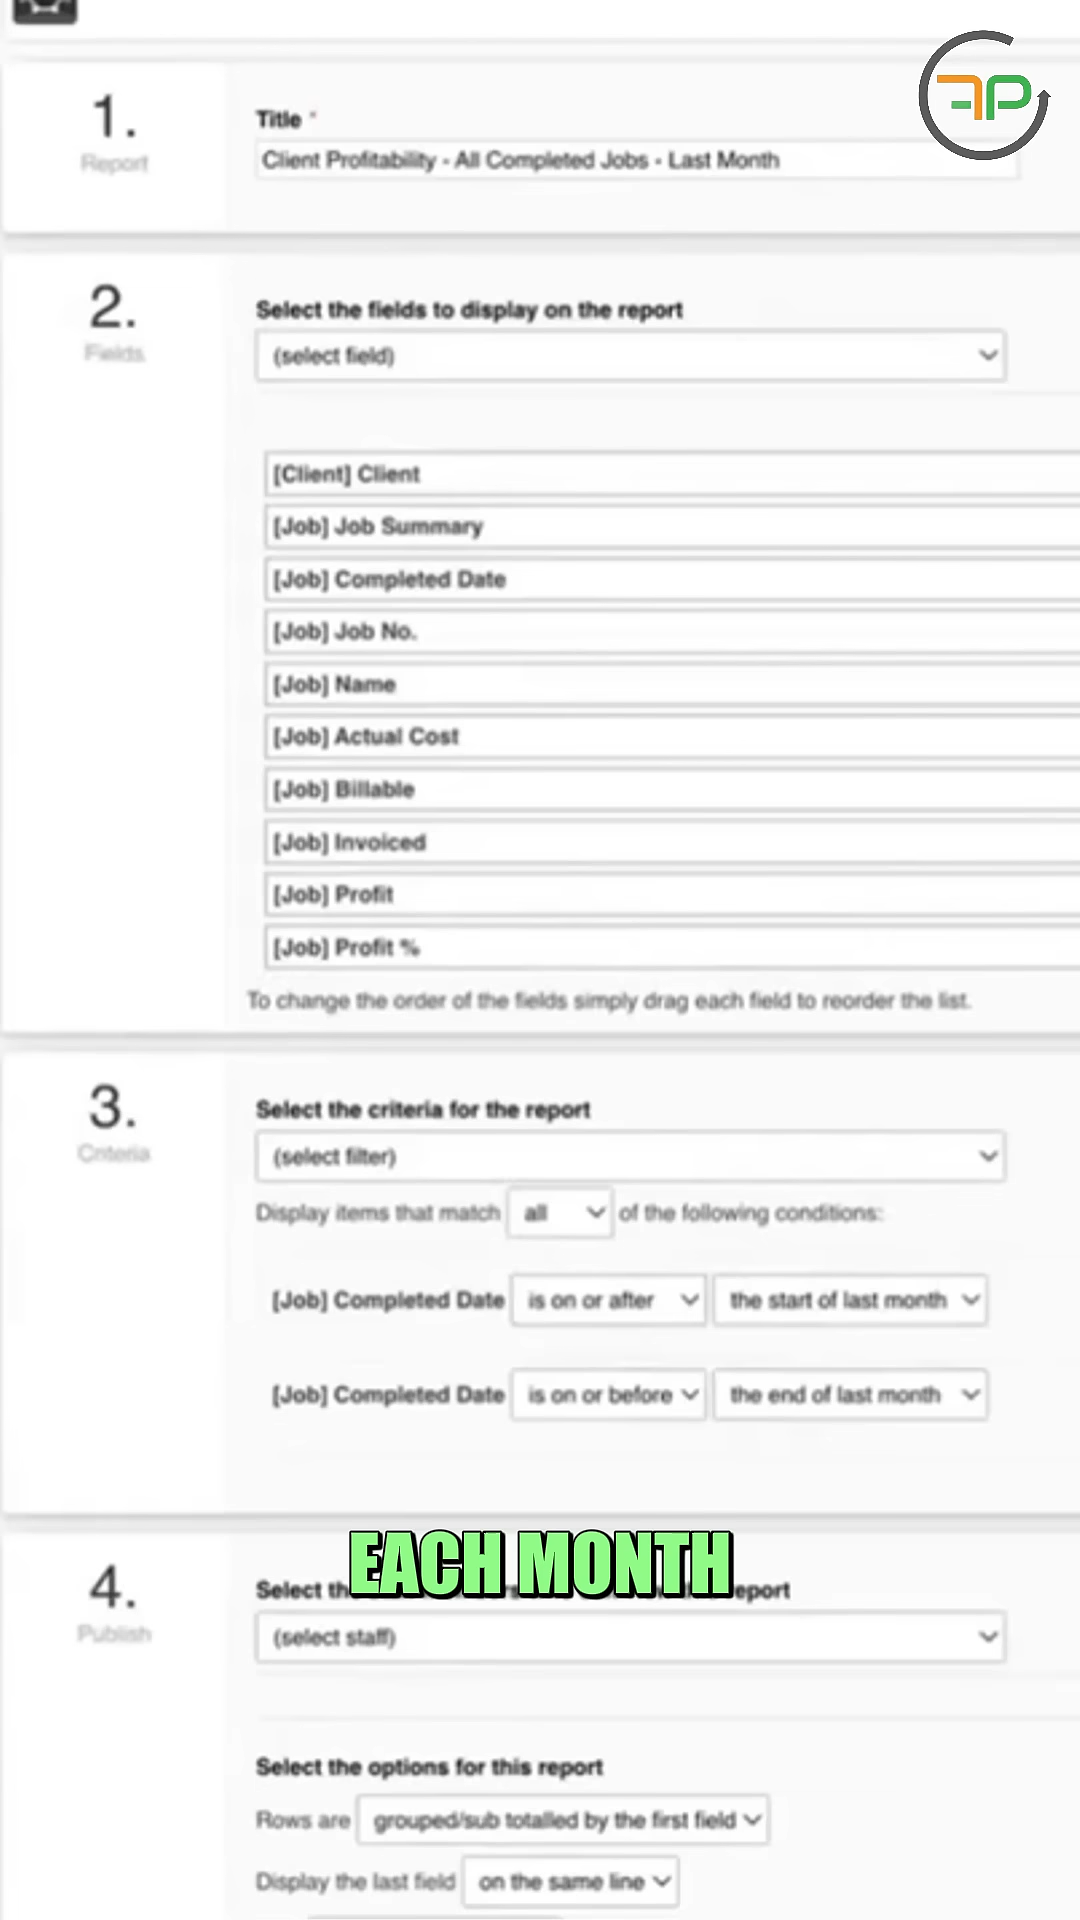 FP
1.
Report
Title *
Client Profitability - All Completed Jobs - Last Month
2.
Fields
Select the fields to display on the report
(select field)
[Client] Client
[Job] Job Summary
[Job] Completed Date
[Job] Job No.
[Job] Name
[Job] Actual Cost
[Job] Billable
[Job] Invoiced
[Job] Profit
[Job] Profit %
To change the order of the fields simply drag each field to reorder the list.
3.
Criteria
Select the criteria for the report
(select filter)
Display items that match all of the following conditions:
[Job] Completed Date is on or after the start of last month
[Job] Completed Date is on or before the end of last month
EACH MONTH
4.
Publish
Select
(select staff)
Select the options for this report
Rows are grouped/sub totalled by the first field
Display the last field on the same line